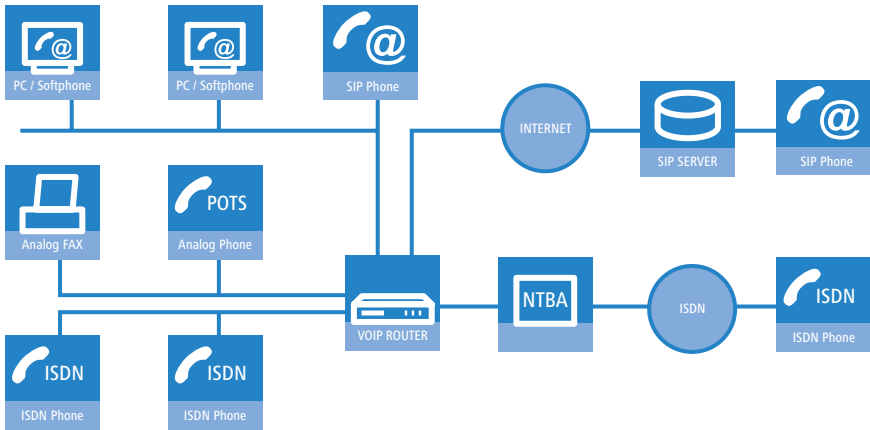 @
PC / Softphone
@
PC / Softphone
@
SIP Phone
INTERNET
SIP SERVER
@
SIP Phone
Analog FAX
POTS
Analog Phone
VOIP ROUTER
NTBA
ISDN
ISDN
ISDN Phone
ISDN
ISDN Phone
ISDN
ISDN Phone